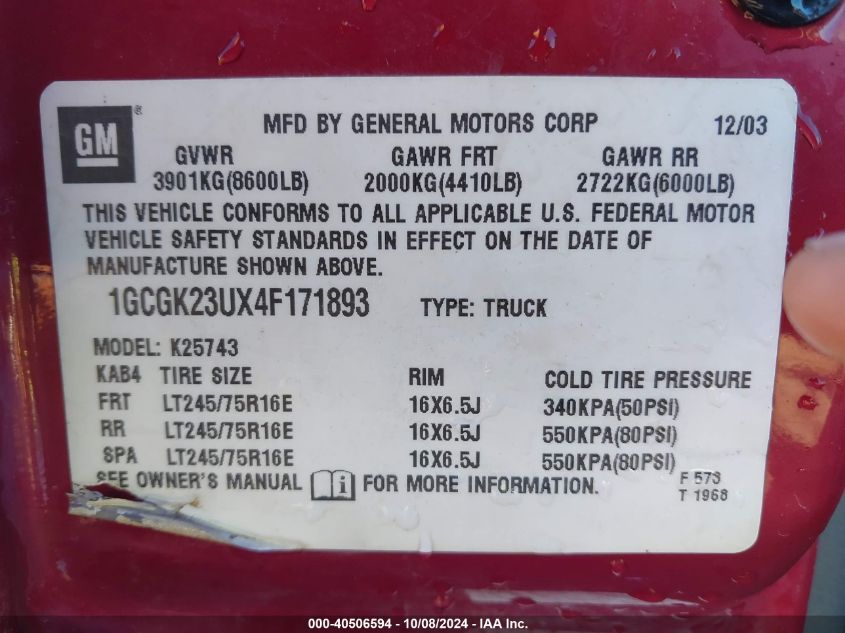 GM ®
MFD BY GENERAL MOTORS CORP 12/03
GVWR GAWR FRT GAWR RR
3901KG(8600LB) 2000KG(4410LB) 2722KG(6000LB)
THIS VEHICLE CONFORMS TO ALL APPLICABLE U.S. FEDERAL MOTOR
VEHICLE SAFETY STANDARDS IN EFFECT ON THE DATE OF
MANUFACTURE SHOWN ABOVE.
1GCGK23UX4F171893 TYPE: TRUCK
MODEL: K25743
KAB4 TIRE SIZE RIM COLD TIRE PRESSURE
FRT LT245/75R16E 16X6.5J 340KPA(50PSI)
RR LT245/75R16E 16X6.5J 550KPA(80PSI)
SPA LT245/75R16E 16X6.5J 550KPA(80PSI)
SEE OWNER'S MANUAL i FOR MORE INFORMATION.
F 573
T 1968
000-40506594 - 10/08/2024 - IAA Inc.